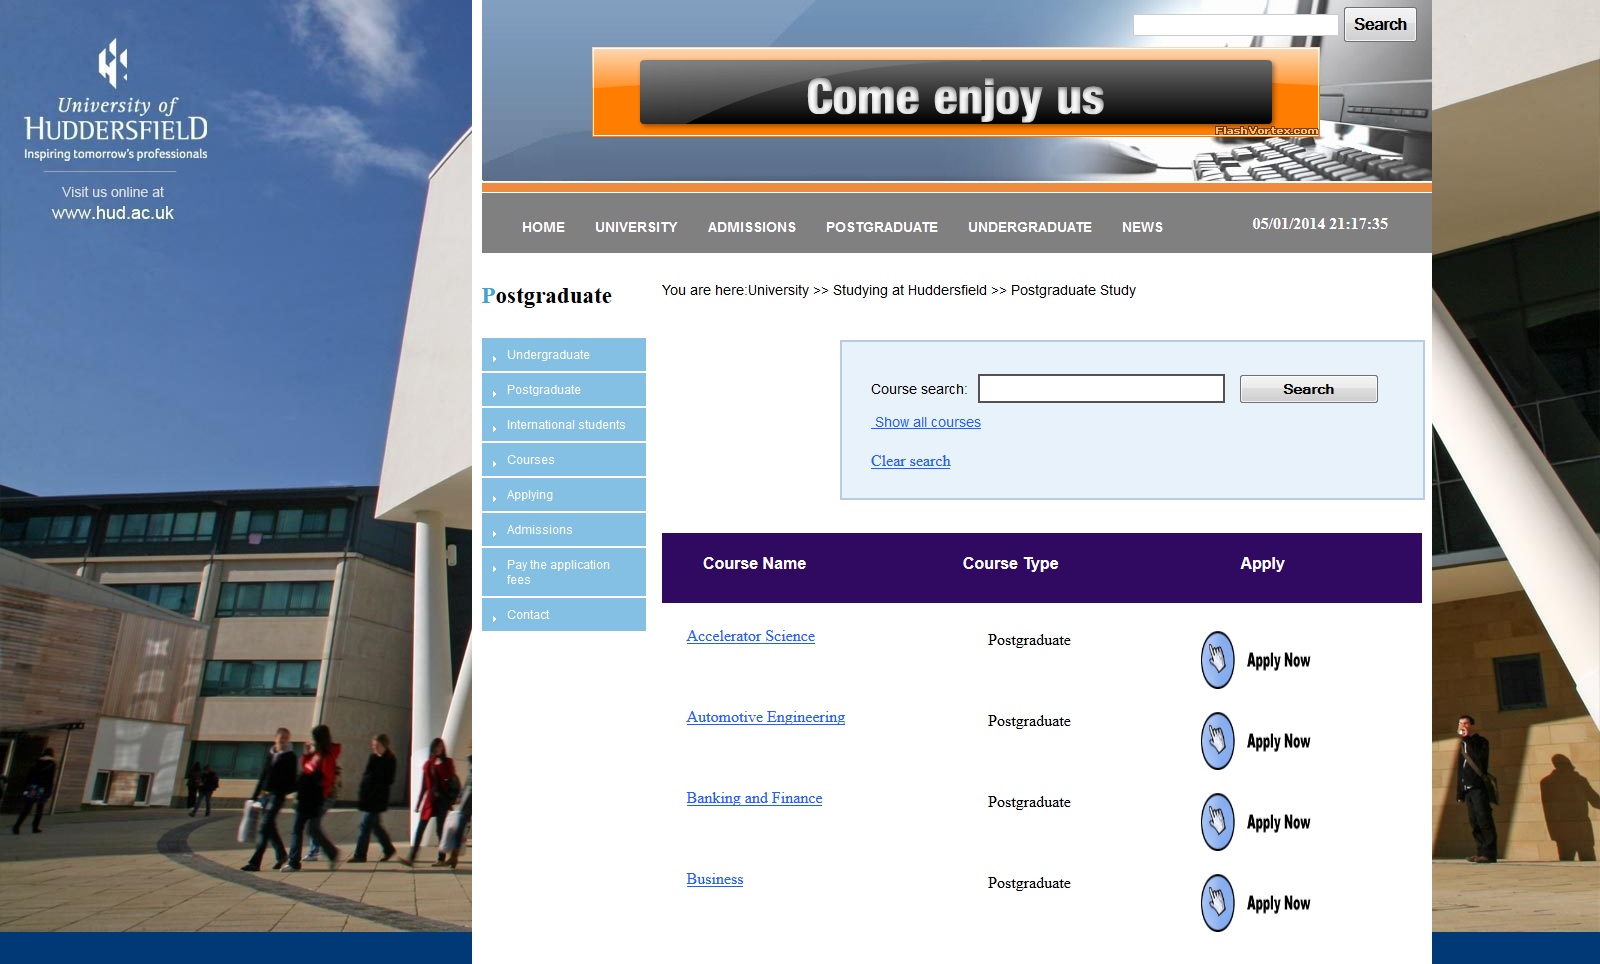 University of
HUDDERSFIELD
Inspiring tomorrow's professionals
Visit us online at
www.hud.ac.uk
Search
Come enjoy us
FlashVortex.com
HOME UNIVERSITY ADMISSIONS POSTGRADUATE UNDERGRADUATE NEWS 05/01/2014 21:17:35
Postgraduate
You are here:University >> Studying at Huddersfield >> Postgraduate Study
Undergraduate
Postgraduate
International students
Courses
Applying
Admissions
Pay the application
fees
Contact
Course search: Search
Show all courses
Clear search
Course Name Course Type Apply
Accelerator Science Postgraduate Apply Now
Automotive Engineering Postgraduate Apply Now
Banking and Finance Postgraduate Apply Now
Business Postgraduate Apply Now